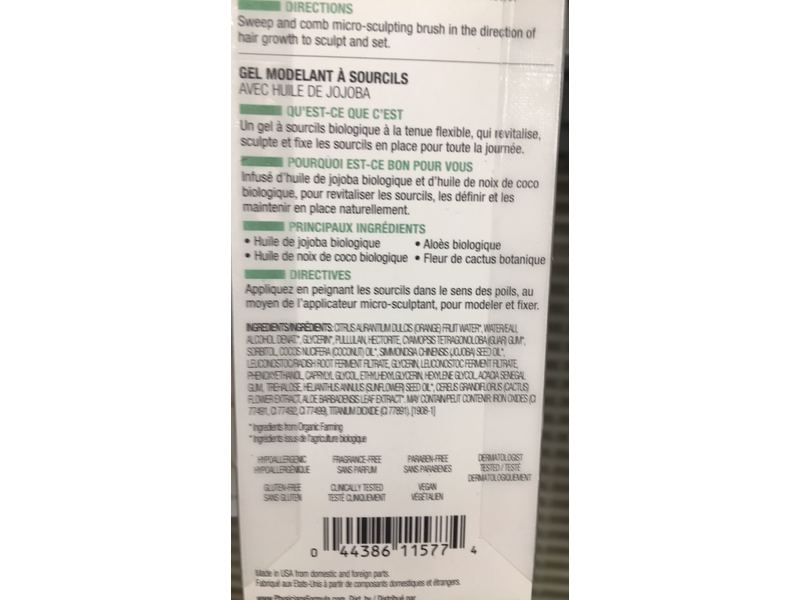 DIRECTIONS
Sweep and comb micro-sculpting brush in the direction of
hair growth to sculpt and set.
GEL MODELANT À SOURCILS
AVEC HUILE DE JOJOBA
QU'EST-CE QUE C'EST
Un gel à sourcils biologique à la tenue flexible, qui revitalise,
sculpte et fixe les sourcils en place pour toute la journée.
POURQUOI EST-CE BON POUR VOUS
Infusé d'huile de jojoba biologique et d'huile de noix de coco
biologique, pour revitaliser les sourcils, les définir et les
maintenir en place naturellement.
PRINCIPAUX INGRÉDIENTS
• Huile de jojoba biologique • Aloès biologique
• Huile de noix de coco biologique • Fleur de cactus botanique
DIRECTIVES
Appliquez en peignant les sourcils dans le sens des poils, au
moyen de l'applicateur micro-sculptant, pour modeler et fixer.
INGREDIENTS/INGRÉDIENTS: CITRUS AURANTIUM DULCIS (ORANGE) FRUIT WATER*, WATER/EAU,
ALCOHOL DENAT*, GLYCERIN*, PULLULAN, HECTORITE, CYAMOPSIS TETRAGONOLOBA (GUAR) GUM*,
SORBITOL, COCOS NUCIFERA (COCONUT) OIL*, SIMMONDSIA CHINENSIS (JOJOBA) SEED OIL*,
LEUCONOSTOC/RADISH ROOT FERMENT FILTRATE, GLYCERIN, LEUCONOSTOC FERMENT FILTRATE,
PHENOXYETHANOL, CAPRYLYL GLYCOL, ETHYLHEXYLGLYCERIN, HEXYLENE GLYCOL, ACACIA SENEGAL
GUM, TREHALOSE, HELIANTHUS ANNUUS (SUNFLOWER) SEED OIL*, CEREUS GRANDIFLORUS (CACTUS)
FLOWER EXTRACT, ALOE BARBADENSIS LEAF EXTRACT*. MAY CONTAIN/PEUT CONTENIR: IRON OXIDES (CI
77491, CI 77492, CI 77499), TITANIUM DIOXIDE (CI 77891). [1908-1]
* Ingredients from Organic Farming
* Ingrédients issus de l'agriculture biologique
HYPOALLERGENIC FRAGRANCE-FREE PARABEN-FREE DERMATOLOGIST
HYPOALLERGÉNIQUE SANS PARFUM SANS PARABENES TESTED / TESTÉ
DERMATOLOGIQUEMENT
GLUTEN-FREE CLINICALLY TESTED VEGAN
SANS GLUTEN TESTÉ CLINIQUEMENT VÉGÉTALIEN
0 44386 11577 4
Made in USA from domestic and foreign parts.
Fabriqué aux États-Unis à partir de composants domestiques et étrangers.
www.PhysiciansFormula.com Dist. by / Distribué par